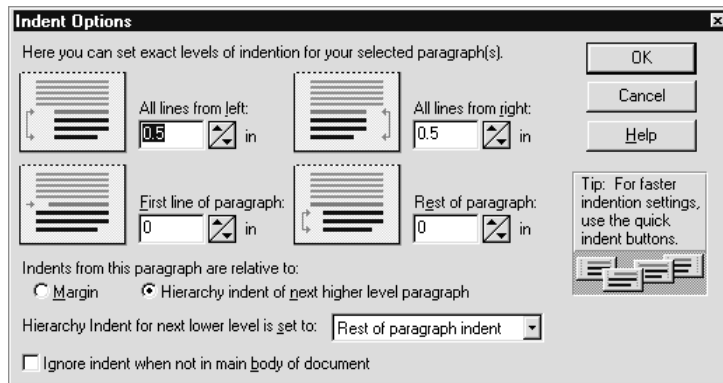 Indent Options
Here you can set exact levels of indention for your selected paragraph(s).
OK
Cancel
Help
All lines from left:
0.5 in
All lines from right:
0.5 in
First line of paragraph:
0 in
Rest of paragraph:
0 in
Tip: For faster
indention settings,
use the quick
indent buttons.
Indents from this paragraph are relative to:
Margin
Hierarchy indent of next higher level paragraph
Hierarchy Indent for next lower level is set to: Rest of paragraph indent
Ignore indent when not in main body of document